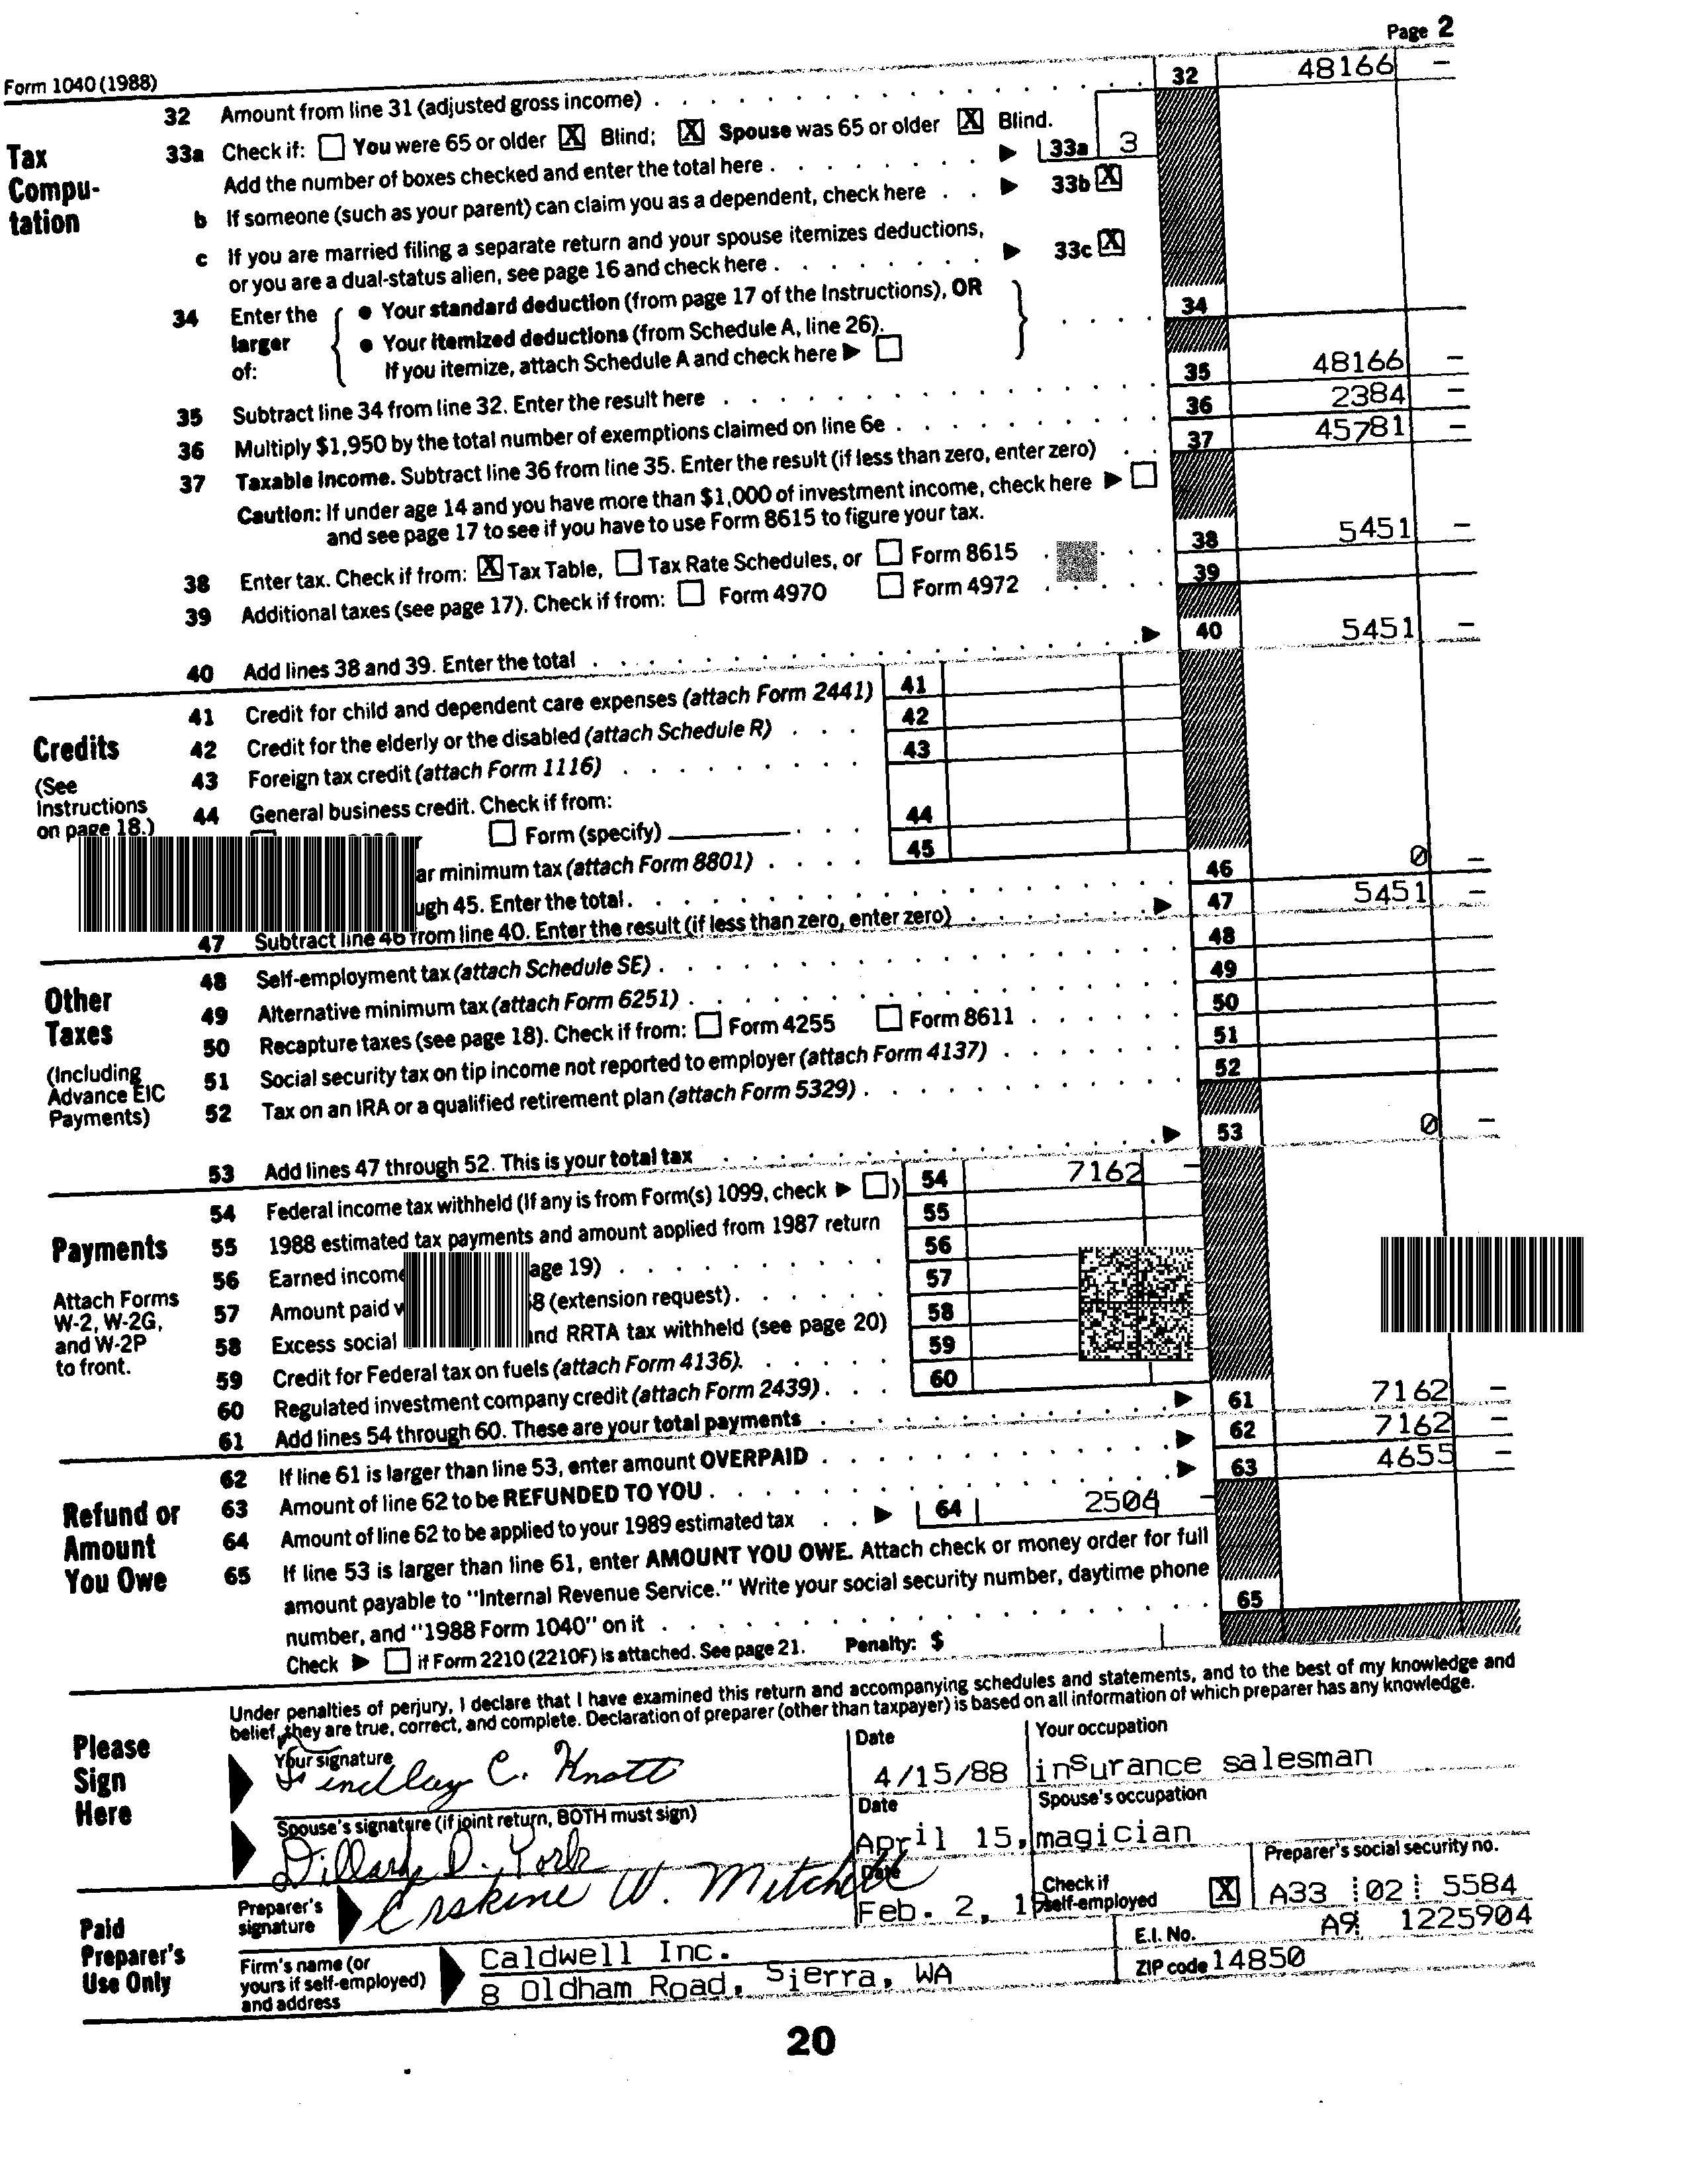 Page 2
Form 1040 (1988)
32 Amount from line 31 (adjusted gross income) . . . 32 48166 –
Tax Compu- tation
33a Check if: ☐ You were 65 or older ☒ Blind; ☒ Spouse was 65 or older ☒ Blind.
Add the number of boxes checked and enter the total here . . . ▶ 33a 3
b If someone (such as your parent) can claim you as a dependent, check here . . ▶ 33b ☒
c If you are married filing a separate return and your spouse itemizes deductions,
or you are a dual-status alien, see page 16 and check here . . . ▶ 33c ☒
34 Enter the larger of:
● Your standard deduction (from page 17 of the Instructions), OR
● Your itemized deductions (from Schedule A, line 26).
If you itemize, attach Schedule A and check here ▶ ☐
. . . . 34
35 Subtract line 34 from line 32. Enter the result here . . . 35 48166 –
36 Multiply $1,950 by the total number of exemptions claimed on line 6e . . . 36 2384 –
37 Taxable income. Subtract line 36 from line 35. Enter the result (if less than zero, enter zero) . . 37 45781 –
Caution: If under age 14 and you have more than $1,000 of investment income, check here ▶ ☐
and see page 17 to see if you have to use Form 8615 to figure your tax.
38 Enter tax. Check if from: ☒ Tax Table, ☐ Tax Rate Schedules, or ☐ Form 8615 . . . 38 5451 –
39 Additional taxes (see page 17). Check if from: ☐ Form 4970 ☐ Form 4972 . . . 39
40 Add lines 38 and 39. Enter the total . . . ▶ 40 5451 –
Credits
(See Instructions on page 18.)
41 Credit for child and dependent care expenses (attach Form 2441) 41
42 Credit for the elderly or the disabled (attach Schedule R) . . . 42
43 Foreign tax credit (attach Form 1116) . . . 43
44 General business credit. Check if from:
☐ Form (specify) . . . 44
ar minimum tax (attach Form 8801) . . . . 45
ugh 45. Enter the total . . . 46 0 –
47 Subtract line 46 from line 40. Enter the result (if less than zero, enter zero) . . . ▶ 47 5451 –
Other Taxes
(Including Advance EIC Payments)
48 Self-employment tax (attach Schedule SE) . . . 48
49 Alternative minimum tax (attach Form 6251) . . . 49
50 Recapture taxes (see page 18). Check if from: ☐ Form 4255 ☐ Form 8611 . . . 50
51 Social security tax on tip income not reported to employer (attach Form 4137) . . . 51
52 Tax on an IRA or a qualified retirement plan (attach Form 5329) . . . 52
53 Add lines 47 through 52. This is your total tax . . . ▶ 53 0 –
Payments
Attach Forms W-2, W-2G, and W-2P to front.
54 Federal income tax withheld (If any is from Form(s) 1099, check ▶ ☐) 54 7162 –
55 1988 estimated tax payments and amount applied from 1987 return 55
56 Earned income age 19) . . . 56
57 Amount paid 8 (extension request) . . . 57
58 Excess social and RRTA tax withheld (see page 20) 58
59 Credit for Federal tax on fuels (attach Form 4136). . . . 59
60 Regulated investment company credit (attach Form 2439) . . . 60
61 Add lines 54 through 60. These are your total payments . . . ▶ 61 7162 –
Refund or Amount You Owe
62 If line 61 is larger than line 53, enter amount OVERPAID . . . ▶ 62 7162 –
63 Amount of line 62 to be REFUNDED TO YOU . . . ▶ 63 4655 –
64 Amount of line 62 to be applied to your 1989 estimated tax . . ▶ 64 2506 –
65 If line 53 is larger than line 61, enter AMOUNT YOU OWE. Attach check or money order for full
amount payable to "Internal Revenue Service." Write your social security number, daytime phone
number, and "1988 Form 1040" on it . . . 65
Check ▶ ☐ if Form 2210 (2210F) is attached. See page 21. Penalty: $
Please Sign Here
Under penalties of perjury, I declare that I have examined this return and accompanying schedules and statements, and to the best of my knowledge and
belief, they are true, correct, and complete. Declaration of preparer (other than taxpayer) is based on all information of which preparer has any knowledge.
Your signature Date Your occupation
Findlay C. Knott 4/15/88 insurance salesman
Spouse's signature (if joint return, BOTH must sign) Date Spouse's occupation
Dillard D. York April 15, magician
Paid Preparer's Use Only
Preparer's signature Erskine W. Mitchell Date Feb. 2, 1
Check if self-employed ☒
Preparer's social security no.
A33 02 5584
Firm's name (or yours if self-employed) and address
Caldwell Inc.
8 Oldham Road, Sierra, WA
E.I. No. A9 1225904
ZIP code 14850
20